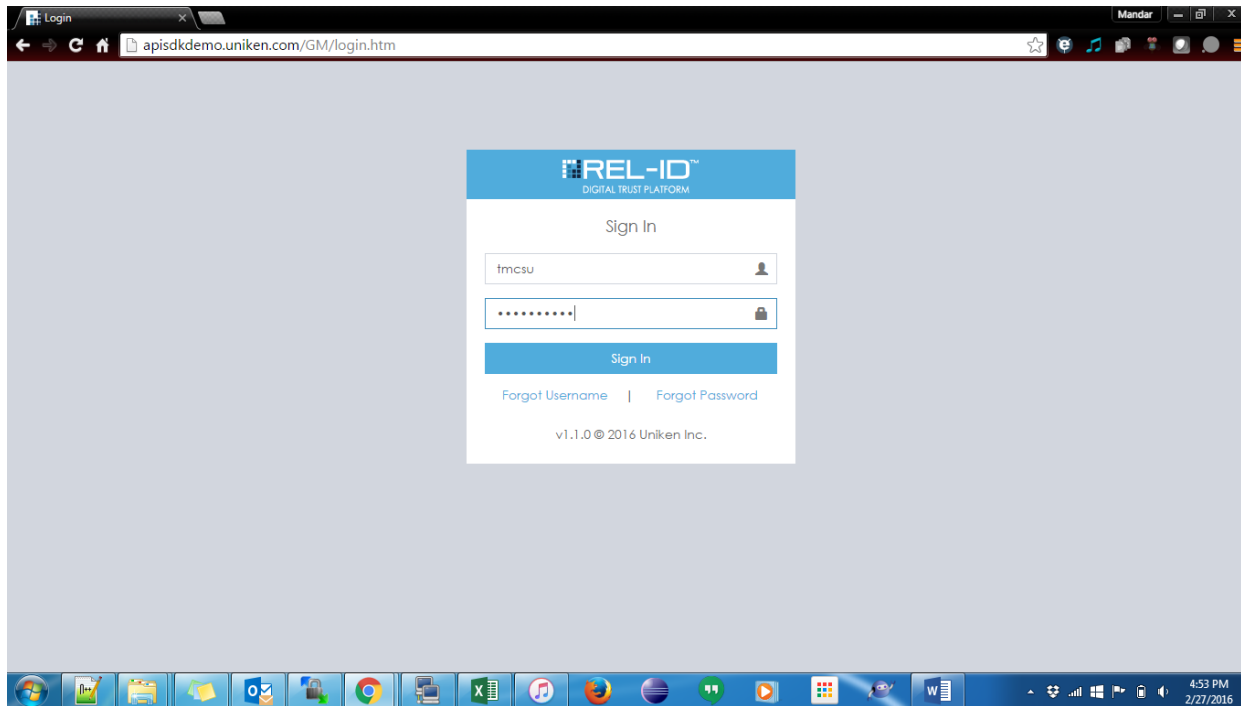 Login
Mandar
apisdkdemo.uniken.com/GM/login.htm
REL-ID™
DIGITAL TRUST PLATFORM
Sign In
tmcsu
Sign In
Forgot Username | Forgot Password
v1.1.0 © 2016 Uniken Inc.
4:53 PM
2/27/2016